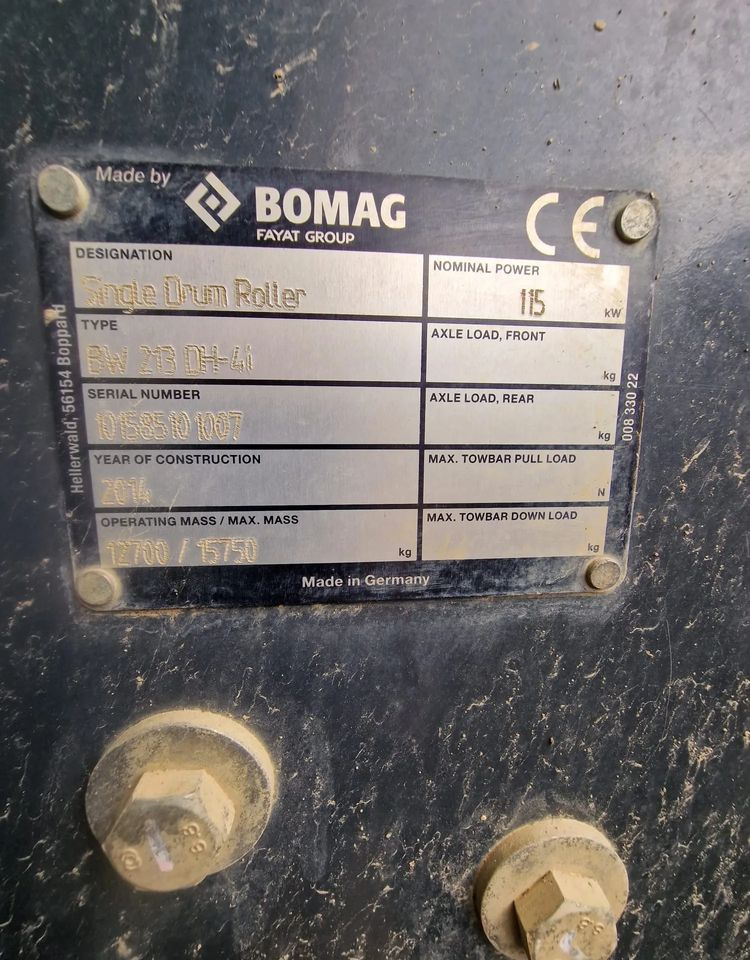 Made by BOMAG
FAYAT GROUP
CE
DESIGNATION
Single Drum Roller
NOMINAL POWER
115 kW
TYPE
BW 213 DH-4i
AXLE LOAD, FRONT
kg
SERIAL NUMBER
101585101007
AXLE LOAD, REAR
kg
YEAR OF CONSTRUCTION
2014
MAX. TOWBAR PULL LOAD
N
OPERATING MASS / MAX. MASS
12700 / 15750 kg
MAX. TOWBAR DOWN LOAD
kg
Made in Germany
Hellerwald, 56154 Boppard
008 330 22
8.8
8.8